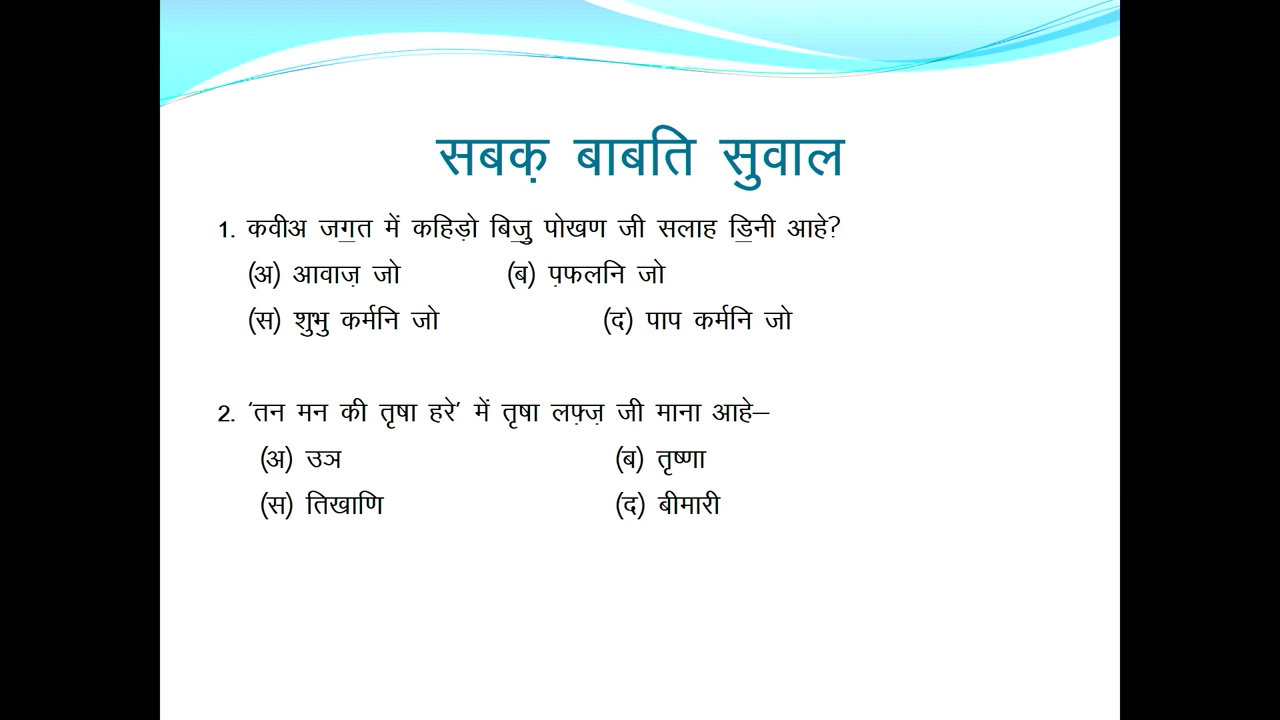 सबक़ बाबति सुवाल
1. कवीअ जॻत में कहिड़ो बिॼु पोखण जी सलाह ॾिनी आहे?
(अ) आवाज़ जो (ब) प़फलनि जो
(स) शुभु कर्मनि जो (द) पाप कर्मनि जो
2. ‘तन मन की तृषा हरे’ में तृषा लफ़्ज़ जी माना आहे–
(अ) उञ (ब) तृष्णा
(स) तिखाणि (द) बीमारी